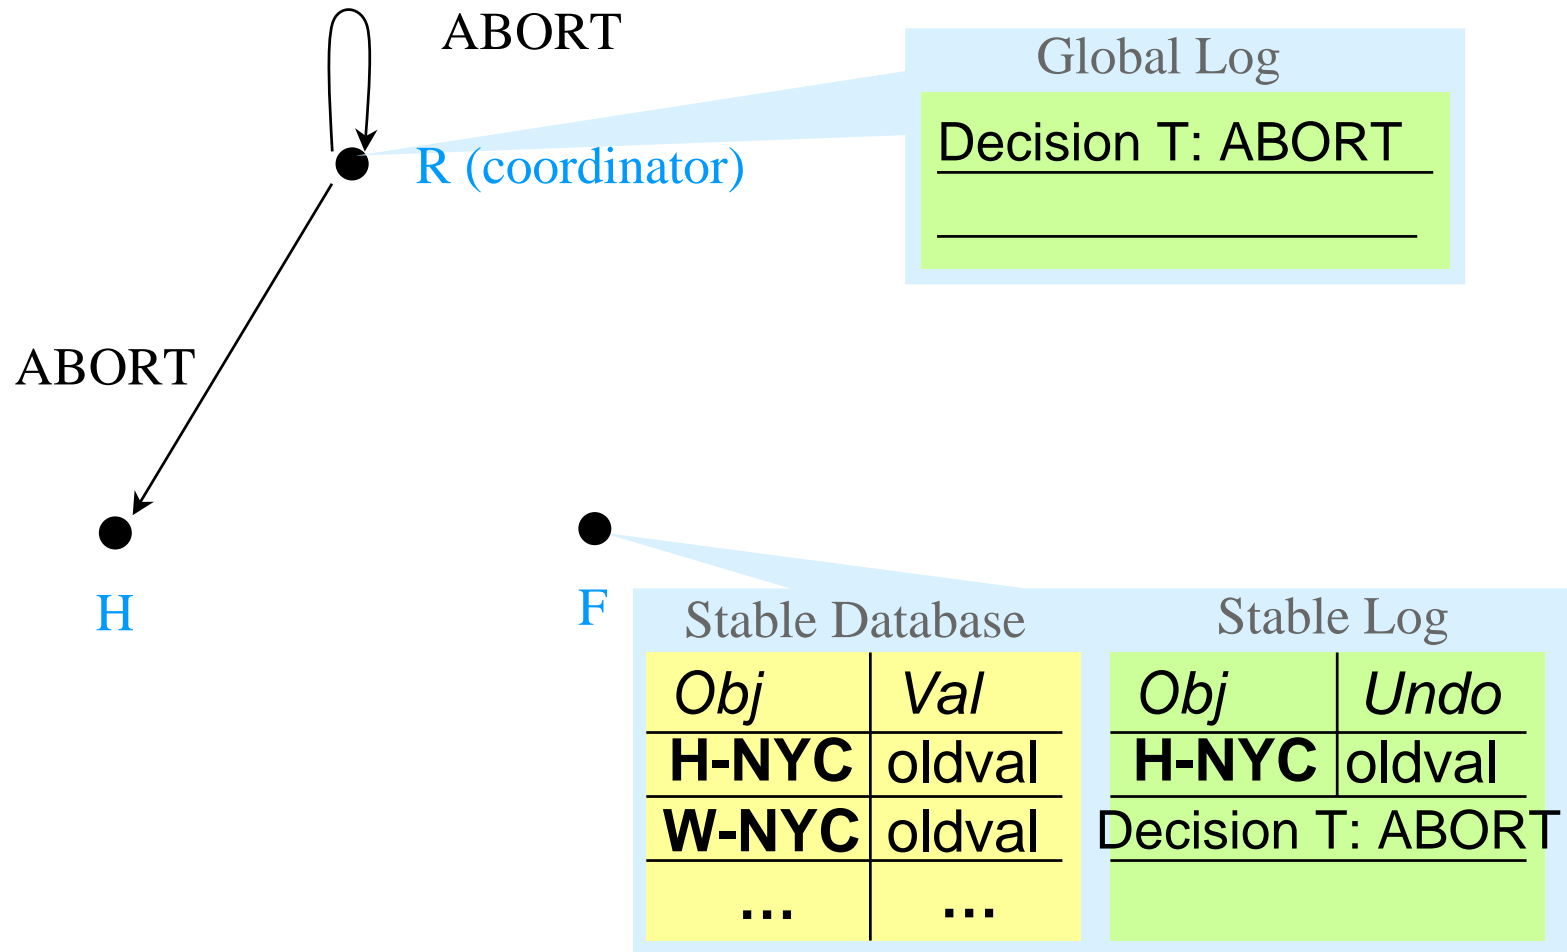 ABORT
R (coordinator)
Global Log
Decision T: ABORT
ABORT
H
F
Stable Database
Obj Val
H-NYC oldval
W-NYC oldval
... ...
Stable Log
Obj Undo
H-NYC oldval
Decision T: ABORT